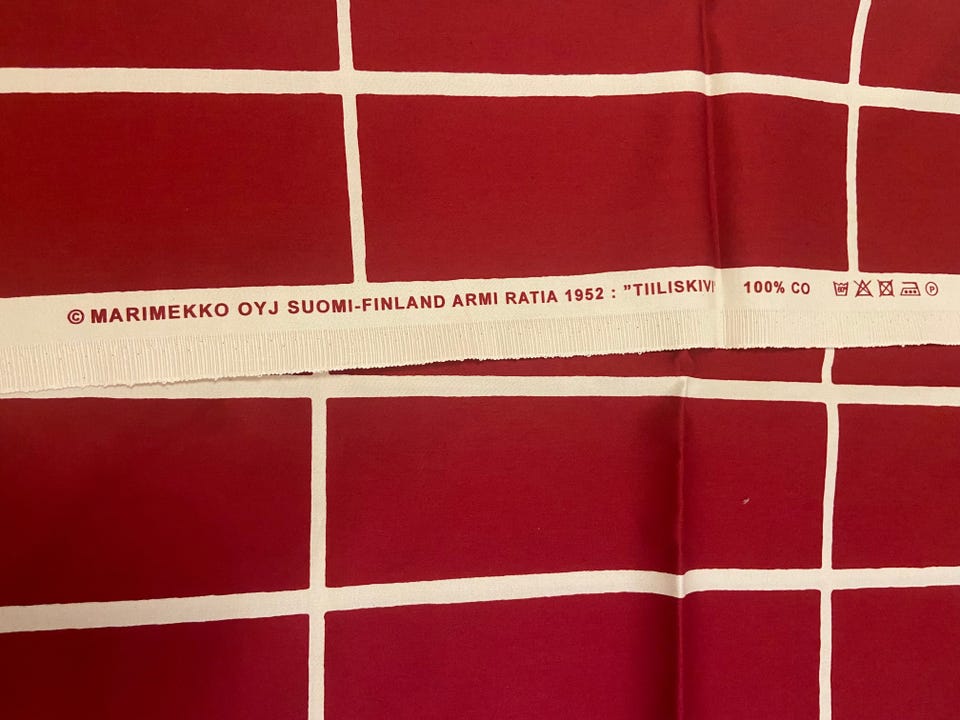 © MARIMEKKO OYJ SUOMI-FINLAND ARMI RATIA 1952 : "TIILISKIVI 100% CO